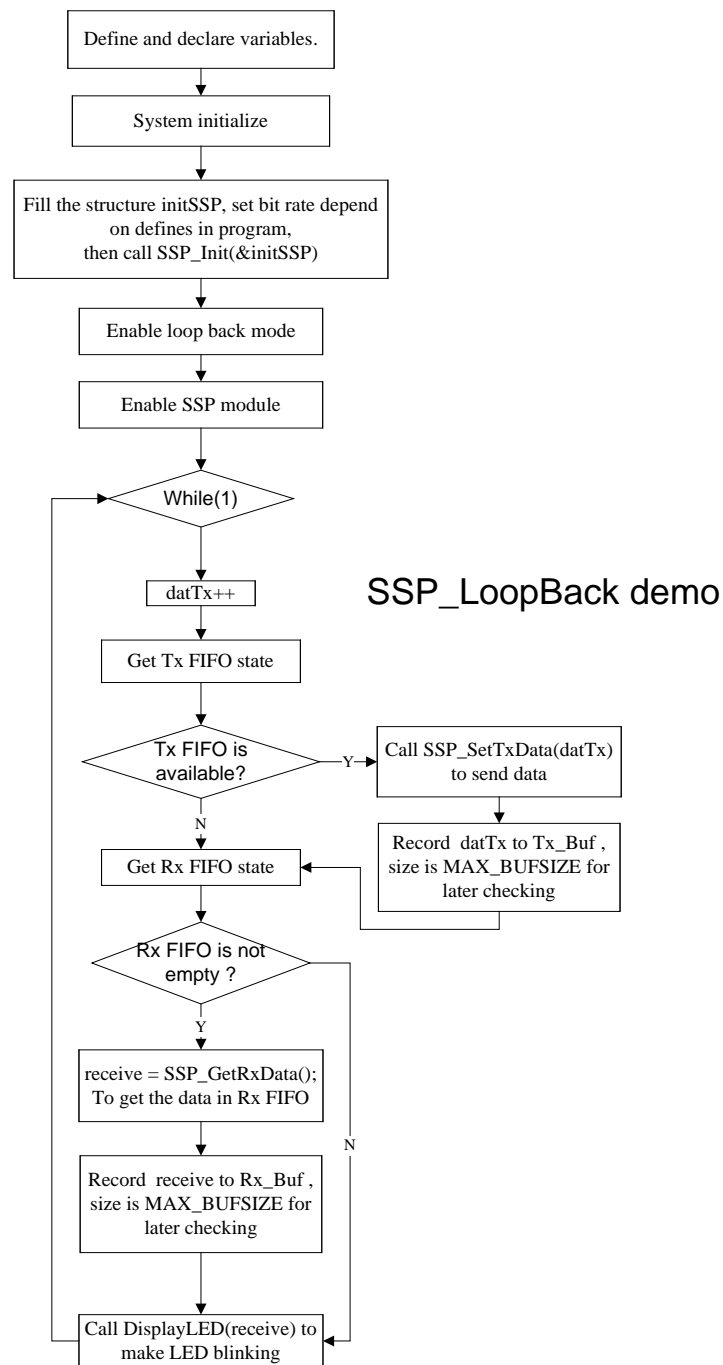 Define and declare variables.
System initialize
Fill the structure initSSP, set bit rate depend
on defines in program,
then call SSP_Init(&initSSP)
Enable loop back mode
Enable SSP module
While(1)
datTx++
SSP_LoopBack demo
Get Tx FIFO state
Tx FIFO is
available?
Y
Call SSP_SetTxData(datTx)
to send data
N
Record  datTx to Tx_Buf ,
size is MAX_BUFSIZE for
later checking
Get Rx FIFO state
Rx FIFO is not
empty ?
Y
N
receive = SSP_GetRxData();
To get the data in Rx FIFO
Record  receive to Rx_Buf ,
size is MAX_BUFSIZE for
later checking
Call DisplayLED(receive) to
make LED blinking